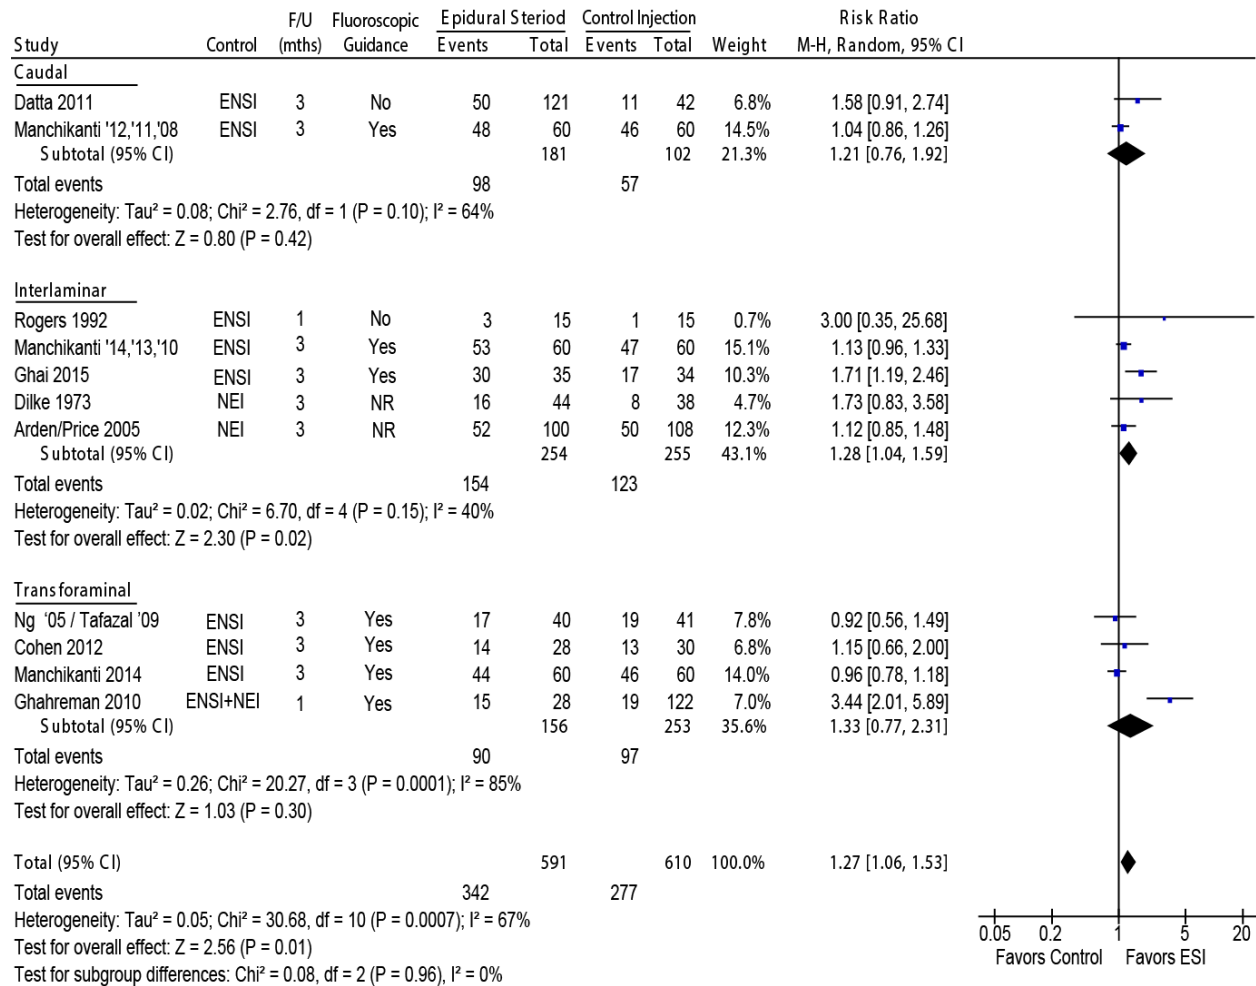 F/U Fluoroscopic Epidural Steriod Control Injection Risk Ratio
Study Control (mths) Guidance Events Total Events Total Weight M-H, Random, 95% CI
Caudal
Datta 2011 ENSI 3 No 50 121 11 42 6.8% 1.58 [0.91, 2.74]
Manchikanti '12,'11,'08 ENSI 3 Yes 48 60 46 60 14.5% 1.04 [0.86, 1.26]
Subtotal (95% CI) 181 102 21.3% 1.21 [0.76, 1.92]
Total events 98 57
Heterogeneity: Tau² = 0.08; Chi² = 2.76, df = 1 (P = 0.10); I² = 64%
Test for overall effect: Z = 0.80 (P = 0.42)
Interlaminar
Rogers 1992 ENSI 1 No 3 15 1 15 0.7% 3.00 [0.35, 25.68]
Manchikanti '14,'13,'10 ENSI 3 Yes 53 60 47 60 15.1% 1.13 [0.96, 1.33]
Ghai 2015 ENSI 3 Yes 30 35 17 34 10.3% 1.71 [1.19, 2.46]
Dilke 1973 NEI 3 NR 16 44 8 38 4.7% 1.73 [0.83, 3.58]
Arden/Price 2005 NEI 3 NR 52 100 50 108 12.3% 1.12 [0.85, 1.48]
Subtotal (95% CI) 254 255 43.1% 1.28 [1.04, 1.59]
Total events 154 123
Heterogeneity: Tau² = 0.02; Chi² = 6.70, df = 4 (P = 0.15); I² = 40%
Test for overall effect: Z = 2.30 (P = 0.02)
Transforaminal
Ng ‘05 / Tafazal ’09 ENSI 3 Yes 17 40 19 41 7.8% 0.92 [0.56, 1.49]
Cohen 2012 ENSI 3 Yes 14 28 13 30 6.8% 1.15 [0.66, 2.00]
Manchikanti 2014 ENSI 3 Yes 44 60 46 60 14.0% 0.96 [0.78, 1.18]
Ghahreman 2010 ENSI+NEI 1 Yes 15 28 19 122 7.0% 3.44 [2.01, 5.89]
Subtotal (95% CI) 156 253 35.6% 1.33 [0.77, 2.31]
Total events 90 97
Heterogeneity: Tau² = 0.26; Chi² = 20.27, df = 3 (P = 0.0001); I² = 85%
Test for overall effect: Z = 1.03 (P = 0.30)
Total (95% CI) 591 610 100.0% 1.27 [1.06, 1.53]
Total events 342 277
Heterogeneity: Tau² = 0.05; Chi² = 30.68, df = 10 (P = 0.0007); I² = 67%
Test for overall effect: Z = 2.56 (P = 0.01)
Test for subgroup differences: Chi² = 0.08, df = 2 (P = 0.96), I² = 0%
0.05 0.2 1 5 20
Favors Control Favors ESI